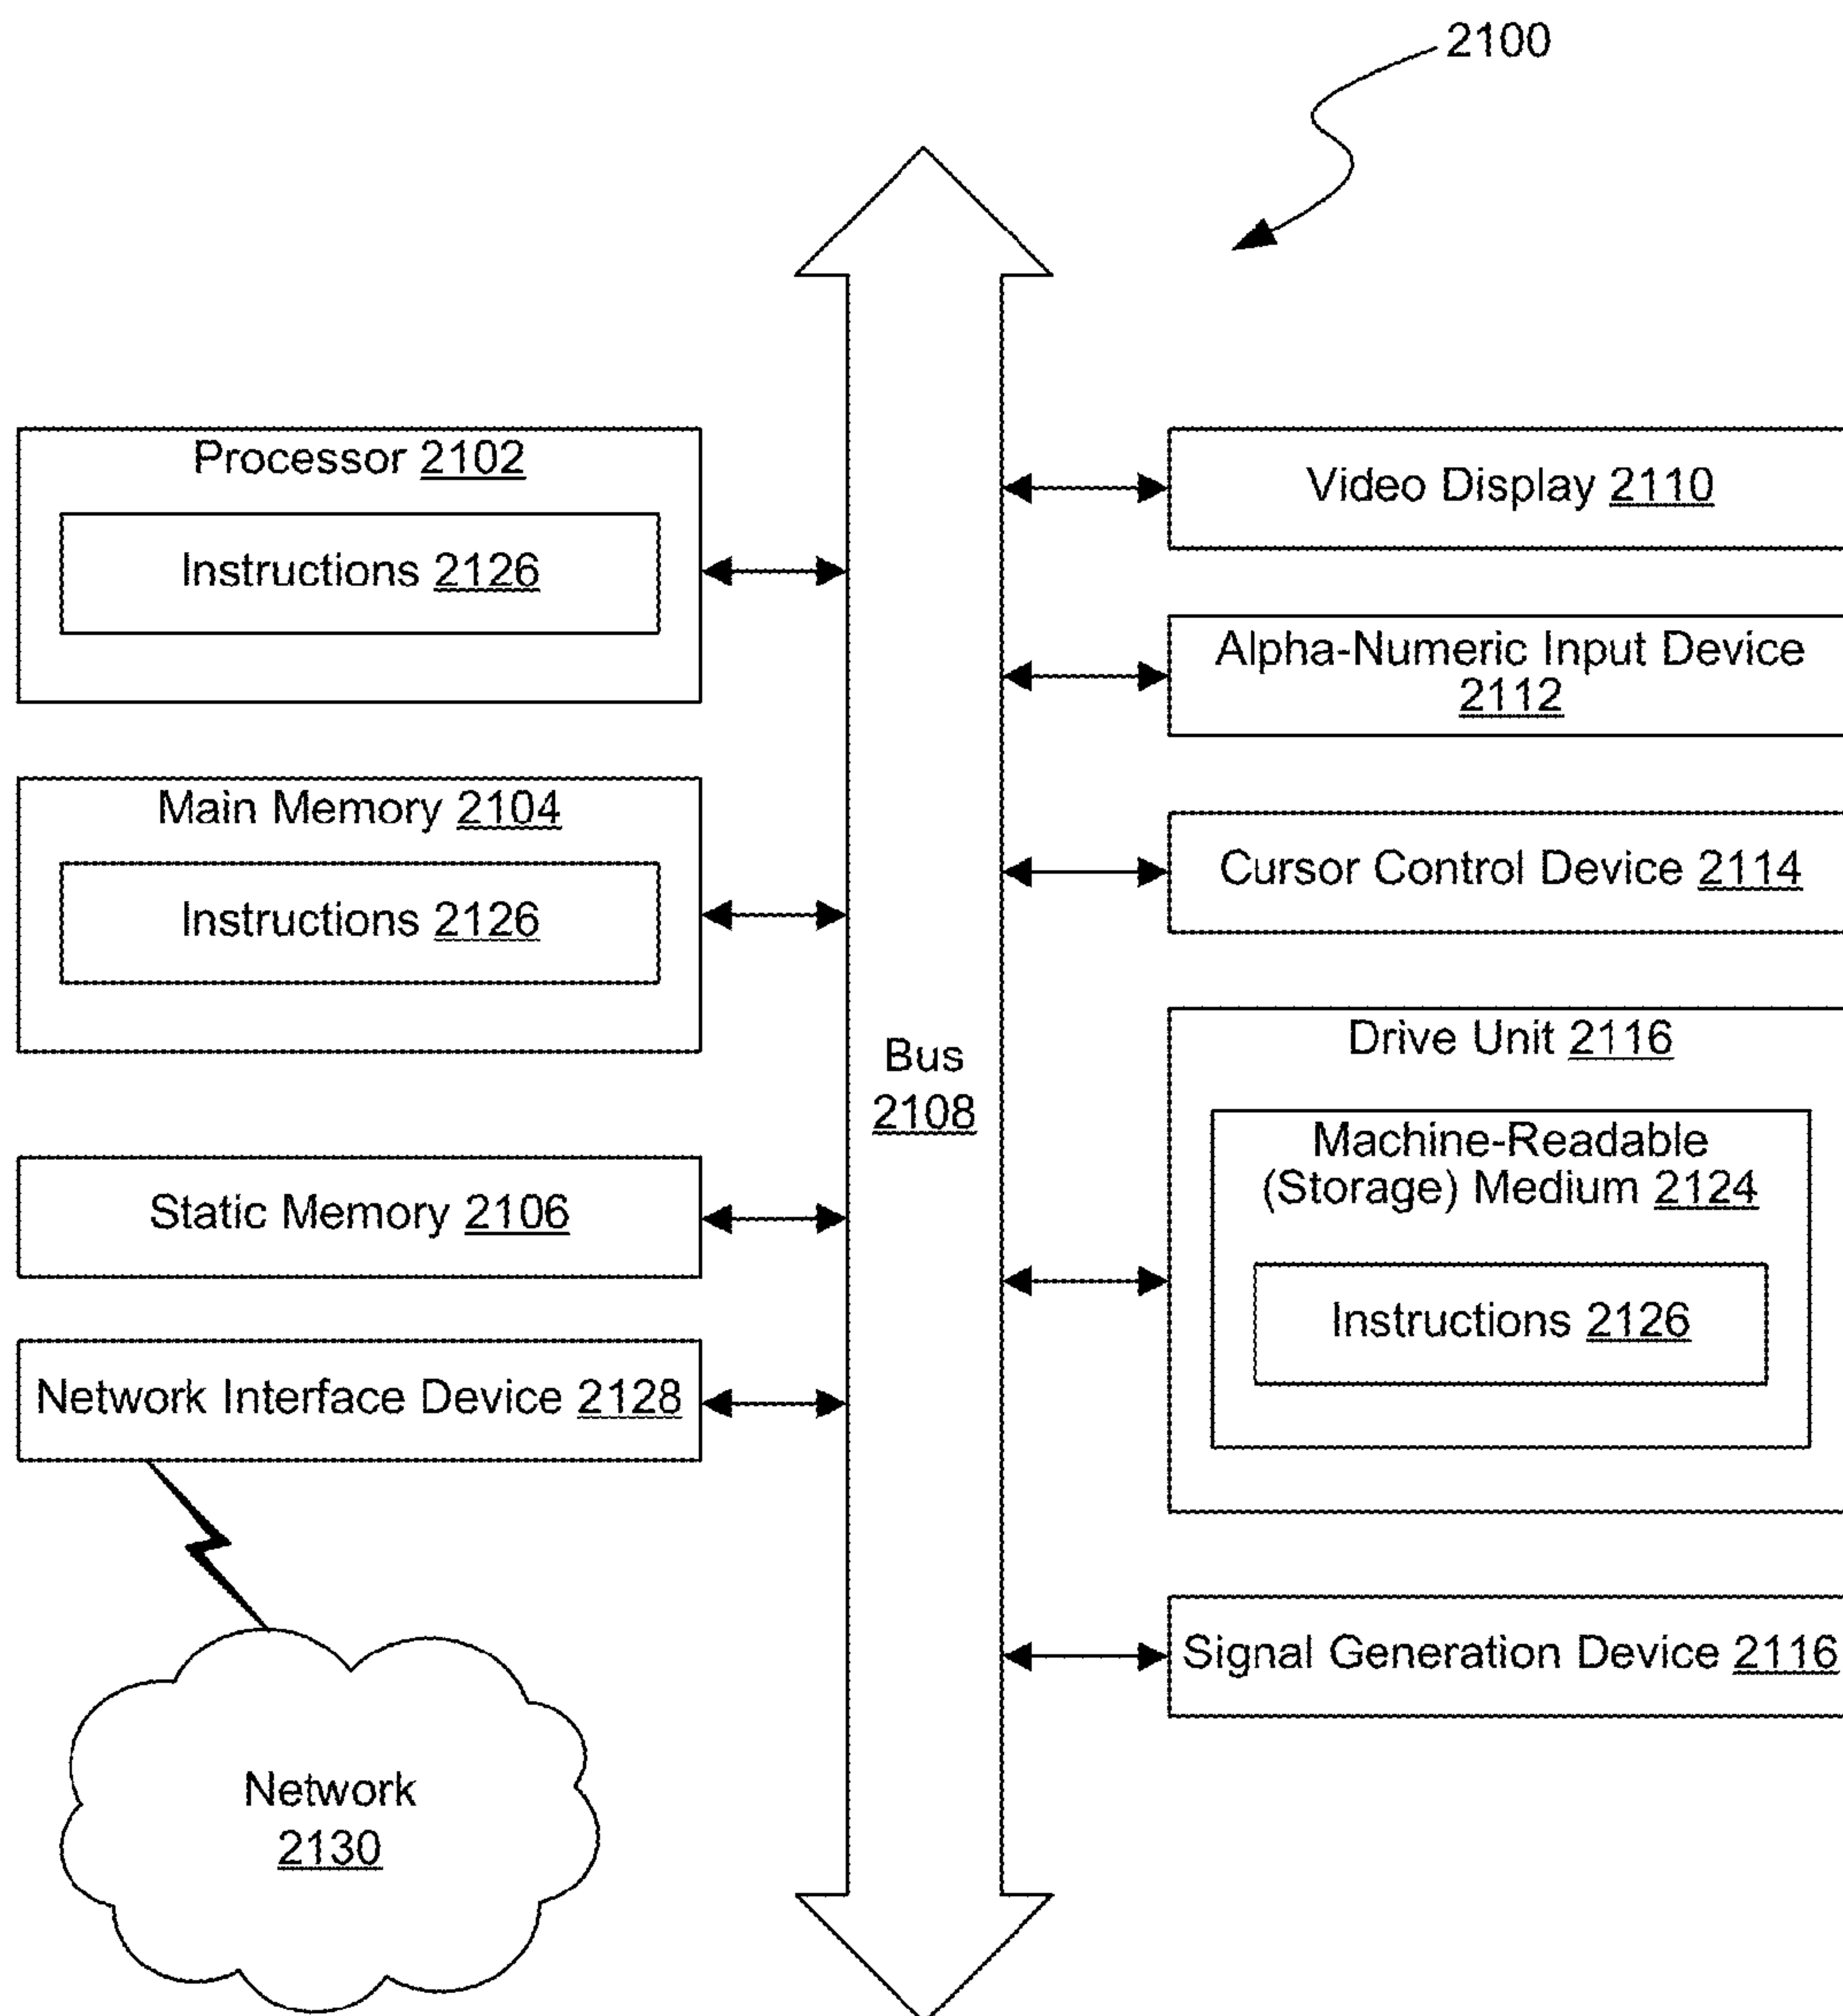 2100
Processor 2102
Instructions 2126
Main Memory 2104
Instructions 2126
Static Memory 2106
Network Interface Device 2128
Network
2130
Bus
2108
Video Display 2110
Alpha-Numeric Input Device
2112
Cursor Control Device 2114
Drive Unit 2116
Machine-Readable
(Storage) Medium 2124
Instructions 2126
Signal Generation Device 2116